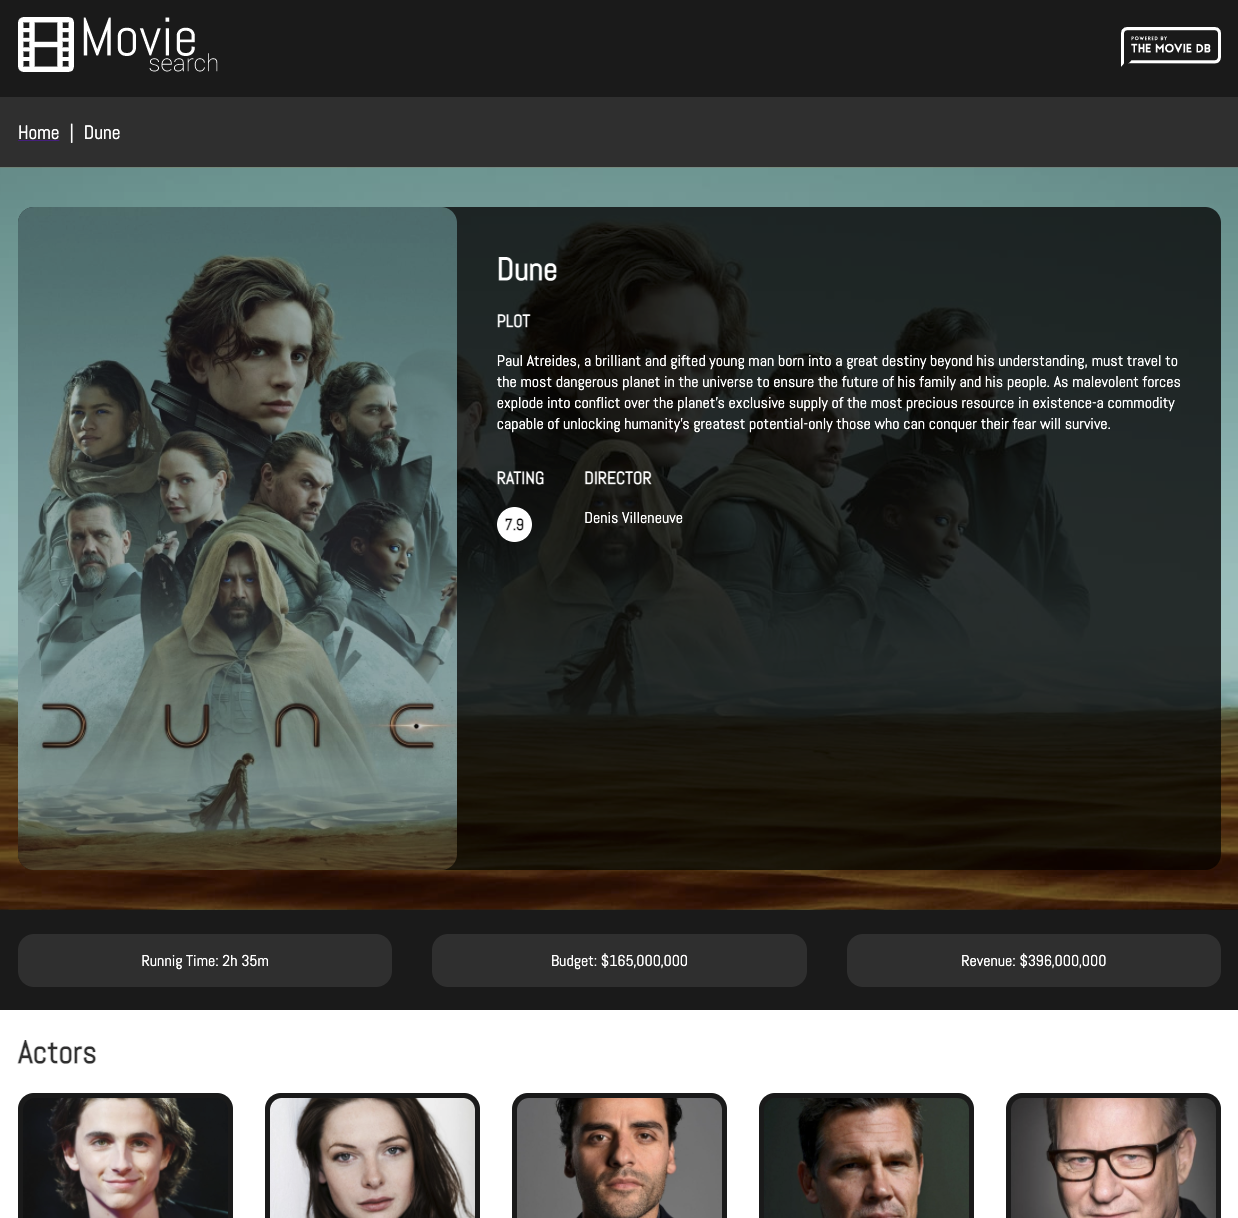 Movie
search
POWERED BY
THE MOVIE DB
Home | Dune
Dune
PLOT
Paul Atreides, a brilliant and gifted young man born into a great destiny beyond his understanding, must travel to
the most dangerous planet in the universe to ensure the future of his family and his people. As malevolent forces
explode into conflict over the planet's exclusive supply of the most precious resource in existence-a commodity
capable of unlocking humanity's greatest potential-only those who can conquer their fear will survive.
RATING DIRECTOR
7.9 Denis Villeneuve
DUNE
Runnig Time: 2h 35m
Budget: $165,000,000
Revenue: $396,000,000
Actors